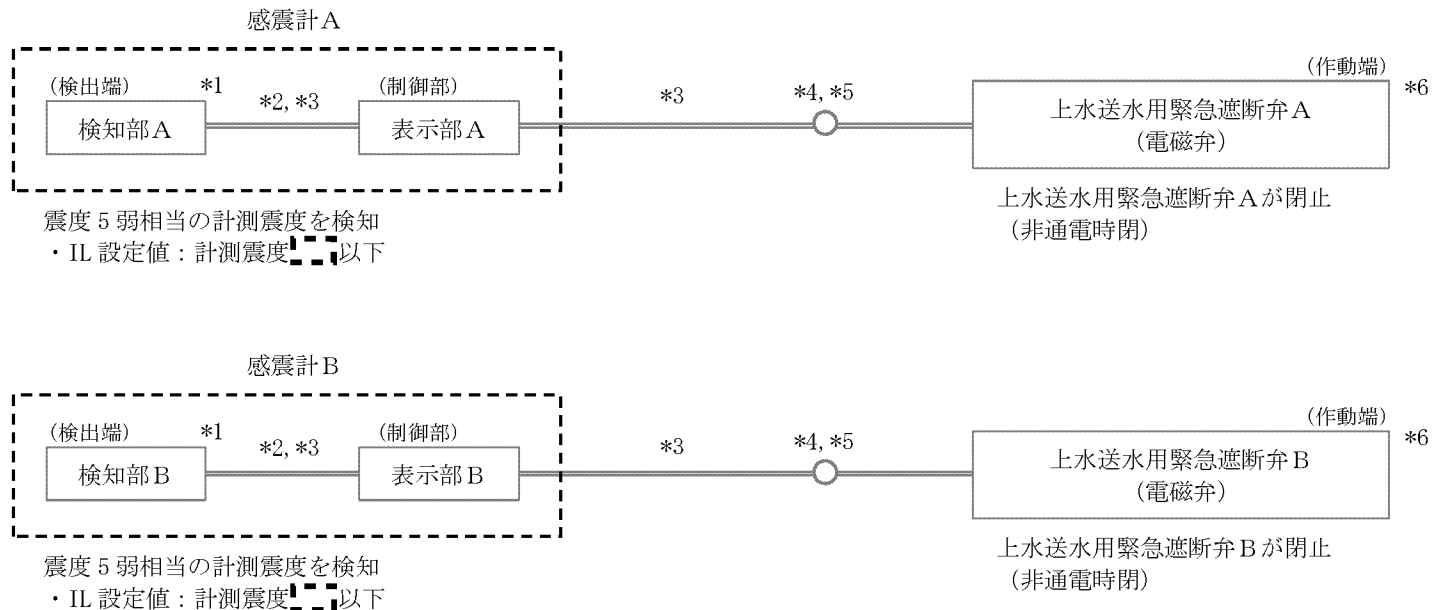 感震計A
(検出端)
*1
*2, *3
(制御部)
検知部A
表示部A
*3
*4, *5
(作動端)
*6
上水送水用緊急遮断弁A
(電磁弁)
震度5弱相当の計測震度を検知
・IL設定値：計測震度 以下
上水送水用緊急遮断弁Aが閉止
(非通電時閉)
感震計B
(検出端)
*1
*2, *3
(制御部)
検知部B
表示部B
*3
*4, *5
(作動端)
*6
上水送水用緊急遮断弁B
(電磁弁)
震度5弱相当の計測震度を検知
・IL設定値：計測震度 以下
上水送水用緊急遮断弁Bが閉止
(非通電時閉)